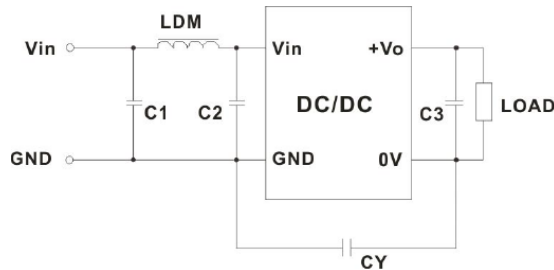 LDM
Vin Vin +Vo
C1 C2 DC/DC C3 LOAD
GND GND 0V
CY